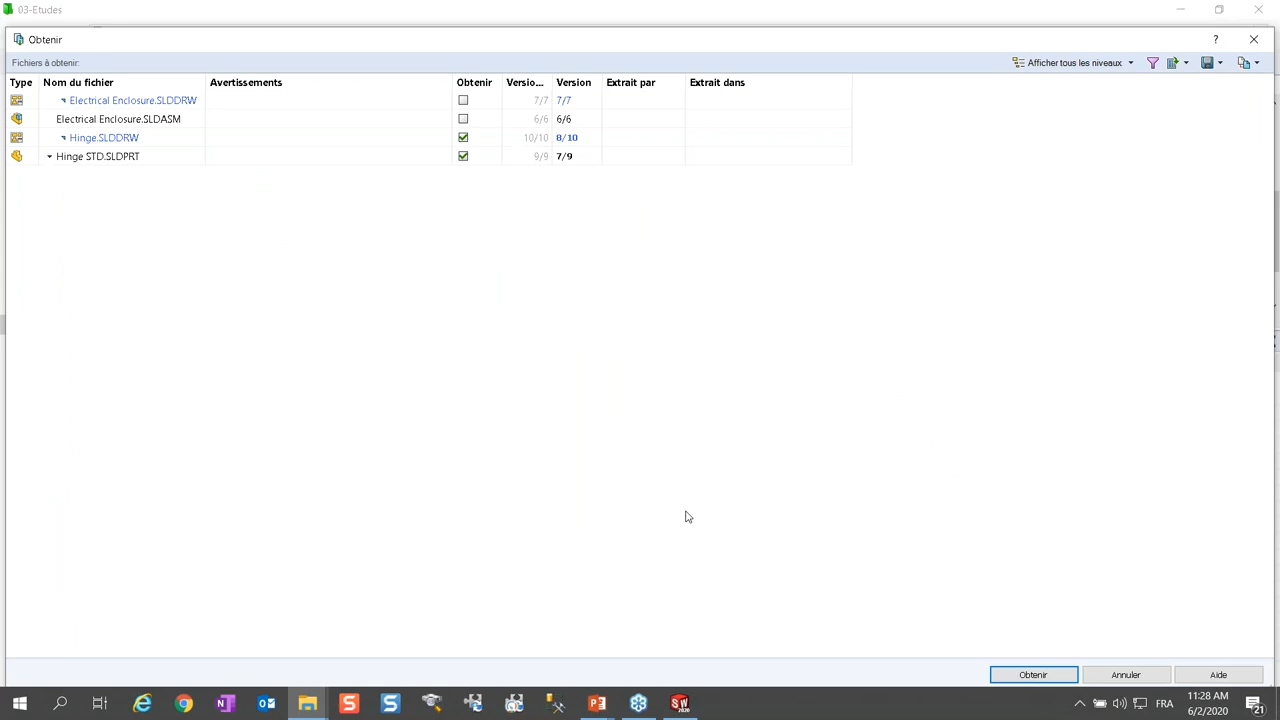 03-Etudes
Obtenir
?
Fichiers à obtenir:
Afficher tous les niveaux
Type Nom du fichier Avertissements Obtenir Versio... Version Extrait par Extrait dans
Electrical Enclosure.SLDDRW 7/7 7/7
Electrical Enclosure.SLDASM 6/6 6/6
Hinge.SLDDRW 10/10 8/10
Hinge STD.SLDPRT 9/9 7/9
Obtenir Annuler Aide
FRA
11:28 AM
6/2/2020
21